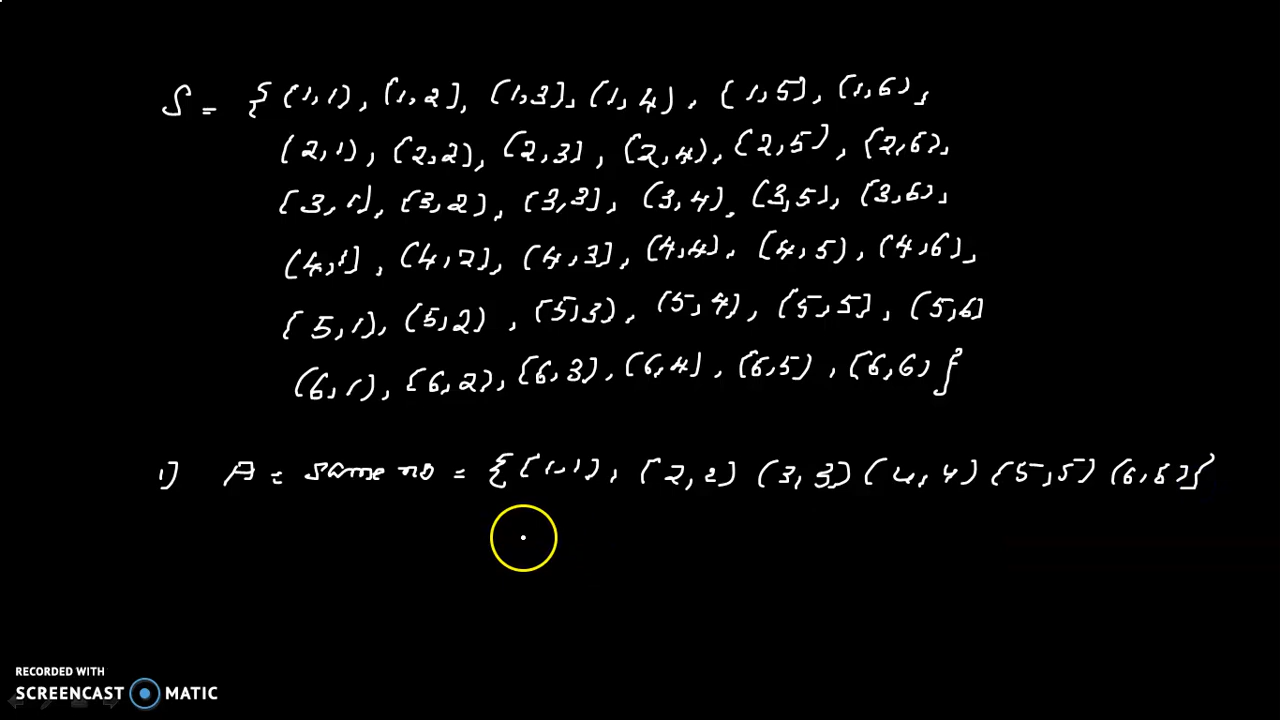 S = {(1,1), (1,2), (1,3), (1,4), (1,5), (1,6),
(2,1), (2,2), (2,3), (2,4), (2,5), (2,6),
(3,1), (3,2), (3,3), (3,4), (3,5), (3,6),
(4,1), (4,2), (4,3), (4,4), (4,5), (4,6),
(5,1), (5,2), (5,3), (5,4), (5,5), (5,6)
(6,1), (6,2), (6,3), (6,4), (6,5), (6,6)}
1) A = same no = {(1,1), (2,2) (3,3) (4,4) (5,5) (6,6)}
RECORDED WITH
SCREENCAST MATIC